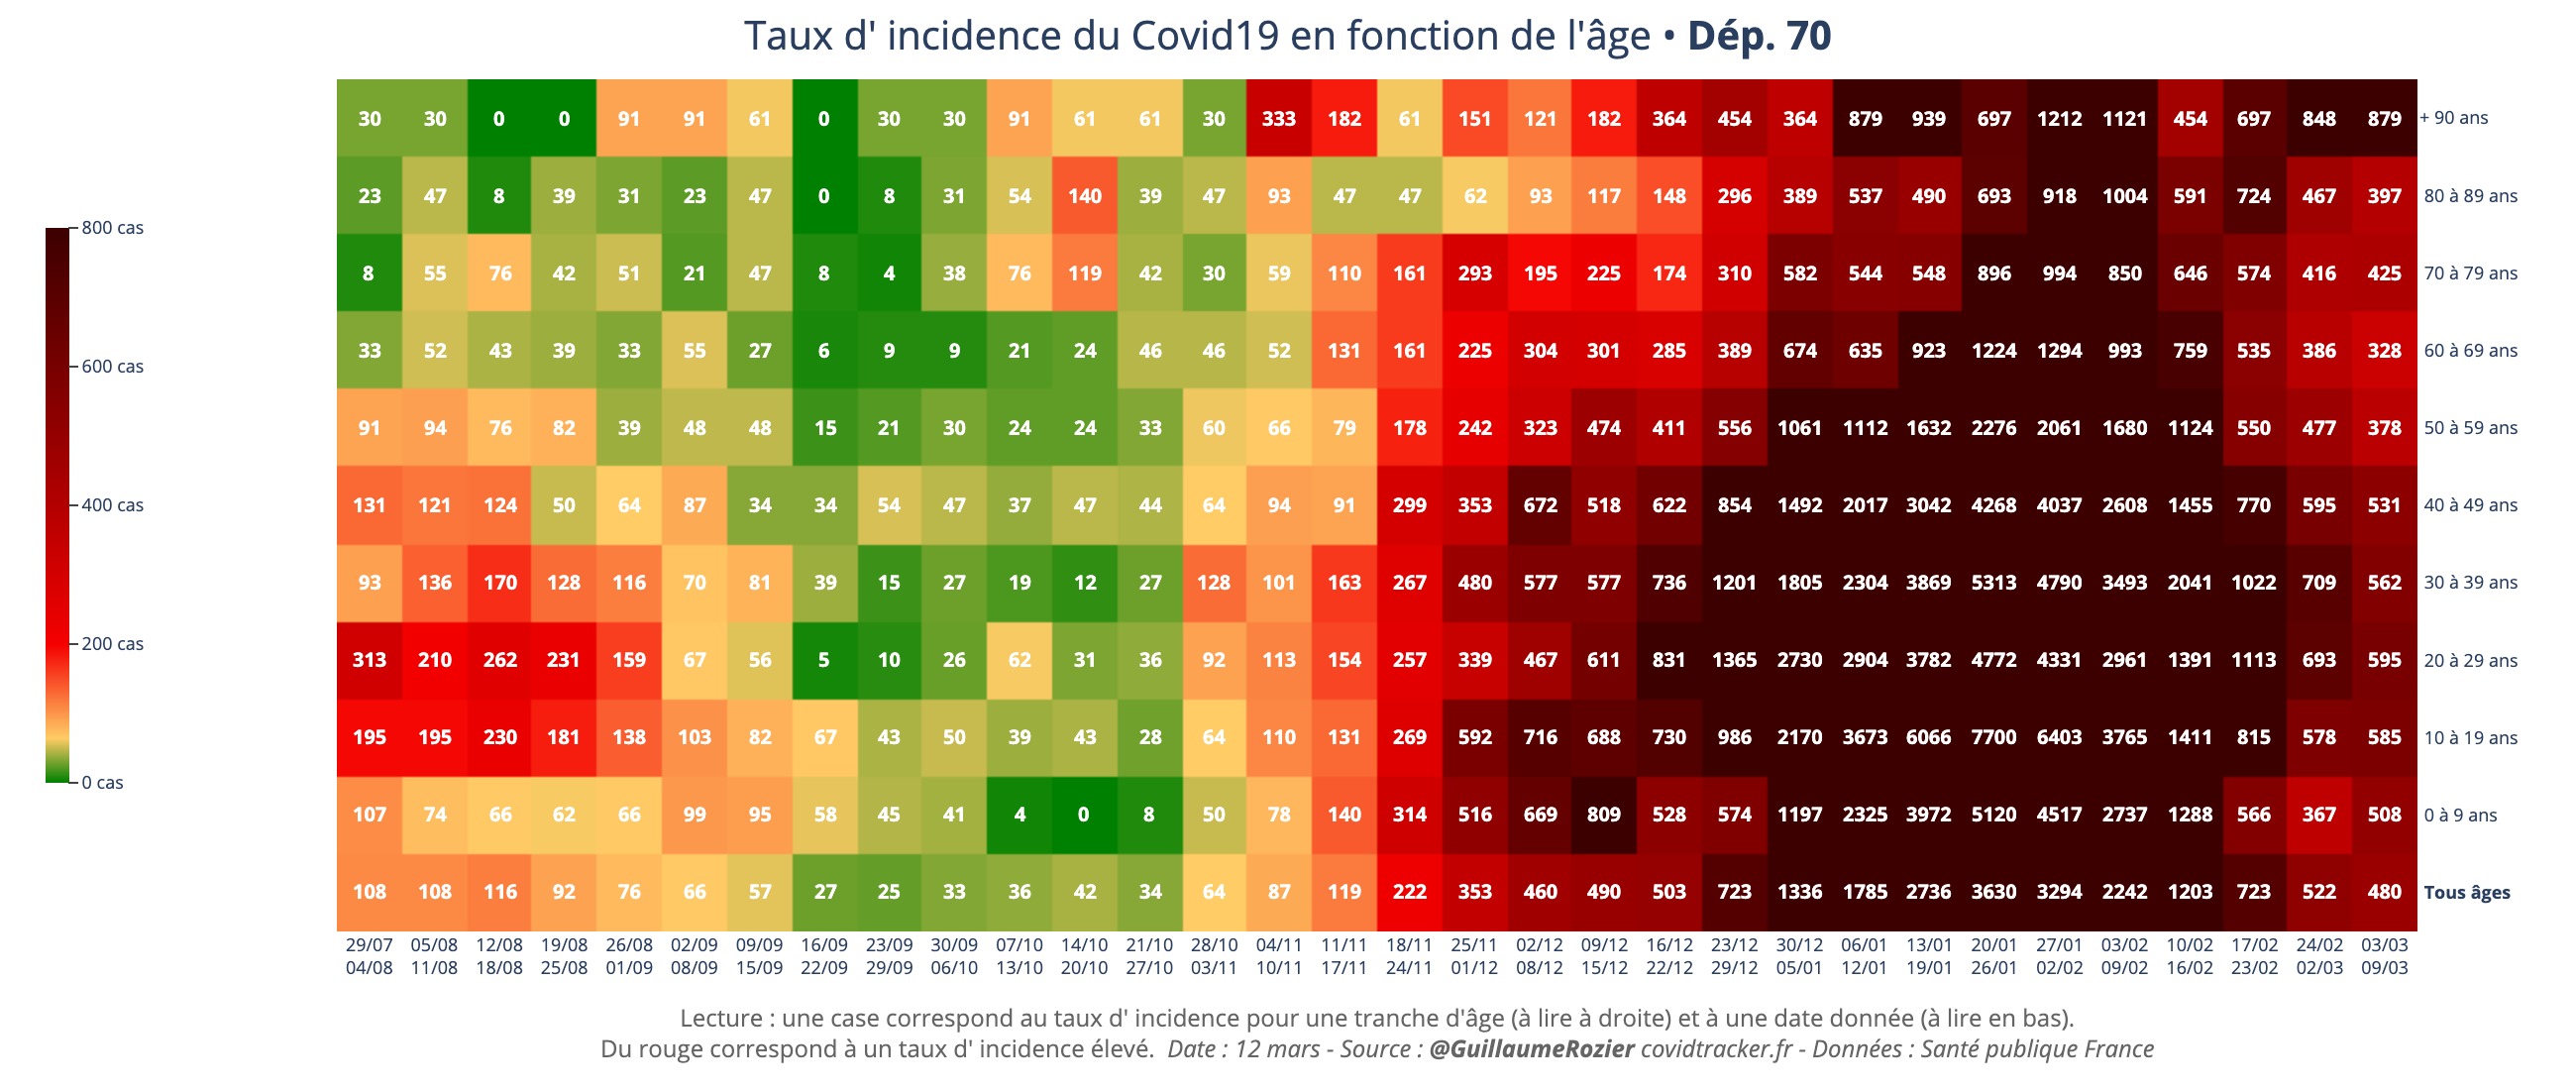 Taux d' incidence du Covid19 en fonction de l'âge • Dép. 70
30 30 0 0 91 91 61 0 30 30 91 61 61 30 333 182 61 151 121 182 364 454 364 879 939 697 1212 1121 454 697 848 879 + 90 ans
23 47 8 39 31 23 47 0 8 31 54 140 39 47 93 47 47 62 93 117 148 296 389 537 490 693 918 1004 591 724 467 397 80 à 89 ans
800 cas
8 55 76 42 51 21 47 8 4 38 76 119 42 30 59 110 161 293 195 225 174 310 582 544 548 896 994 850 646 574 416 425 70 à 79 ans
33 52 43 39 33 55 27 6 9 9 21 24 46 46 52 131 161 225 304 301 285 389 674 635 923 1224 1294 993 759 535 386 328 60 à 69 ans
600 cas
91 94 76 82 39 48 48 15 21 30 24 24 33 60 66 79 178 242 323 474 411 556 1061 1112 1632 2276 2061 1680 1124 550 477 378 50 à 59 ans
400 cas
131 121 124 50 64 87 34 34 54 47 37 47 44 64 94 91 299 353 672 518 622 854 1492 2017 3042 4268 4037 2608 1455 770 595 531 40 à 49 ans
93 136 170 128 116 70 81 39 15 27 19 12 27 128 101 163 267 480 577 577 736 1201 1805 2304 3869 5313 4790 3493 2041 1022 709 562 30 à 39 ans
200 cas
313 210 262 231 159 67 56 5 10 26 62 31 36 92 113 154 257 339 467 611 831 1365 2730 2904 3782 4772 4331 2961 1391 1113 693 595 20 à 29 ans
195 195 230 181 138 103 82 67 43 50 39 43 28 64 110 131 269 592 716 688 730 986 2170 3673 6066 7700 6403 3765 1411 815 578 585 10 à 19 ans
0 cas
107 74 66 62 66 99 95 58 45 41 4 0 8 50 78 140 314 516 669 809 528 574 1197 2325 3972 5120 4517 2737 1288 566 367 508 0 à 9 ans
108 108 116 92 76 66 57 27 25 33 36 42 34 64 87 119 222 353 460 490 503 723 1336 1785 2736 3630 3294 2242 1203 723 522 480 Tous âges
29/07 05/08 12/08 19/08 26/08 02/09 09/09 16/09 23/09 30/09 07/10 14/10 21/10 28/10 04/11 11/11 18/11 25/11 02/12 09/12 16/12 23/12 30/12 06/01 13/01 20/01 27/01 03/02 10/02 17/02 24/02 03/03
04/08 11/08 18/08 25/08 01/09 08/09 15/09 22/09 29/09 06/10 13/10 20/10 27/10 03/11 10/11 17/11 24/11 01/12 08/12 15/12 22/12 29/12 05/01 12/01 19/01 26/01 02/02 09/02 16/02 23/02 02/03 09/03
Lecture : une case correspond au taux d' incidence pour une tranche d'âge (à lire à droite) et à une date donnée (à lire en bas).
Du rouge correspond à un taux d' incidence élevé. Date : 12 mars - Source : @GuillaumeRozier covidtracker.fr - Données : Santé publique France